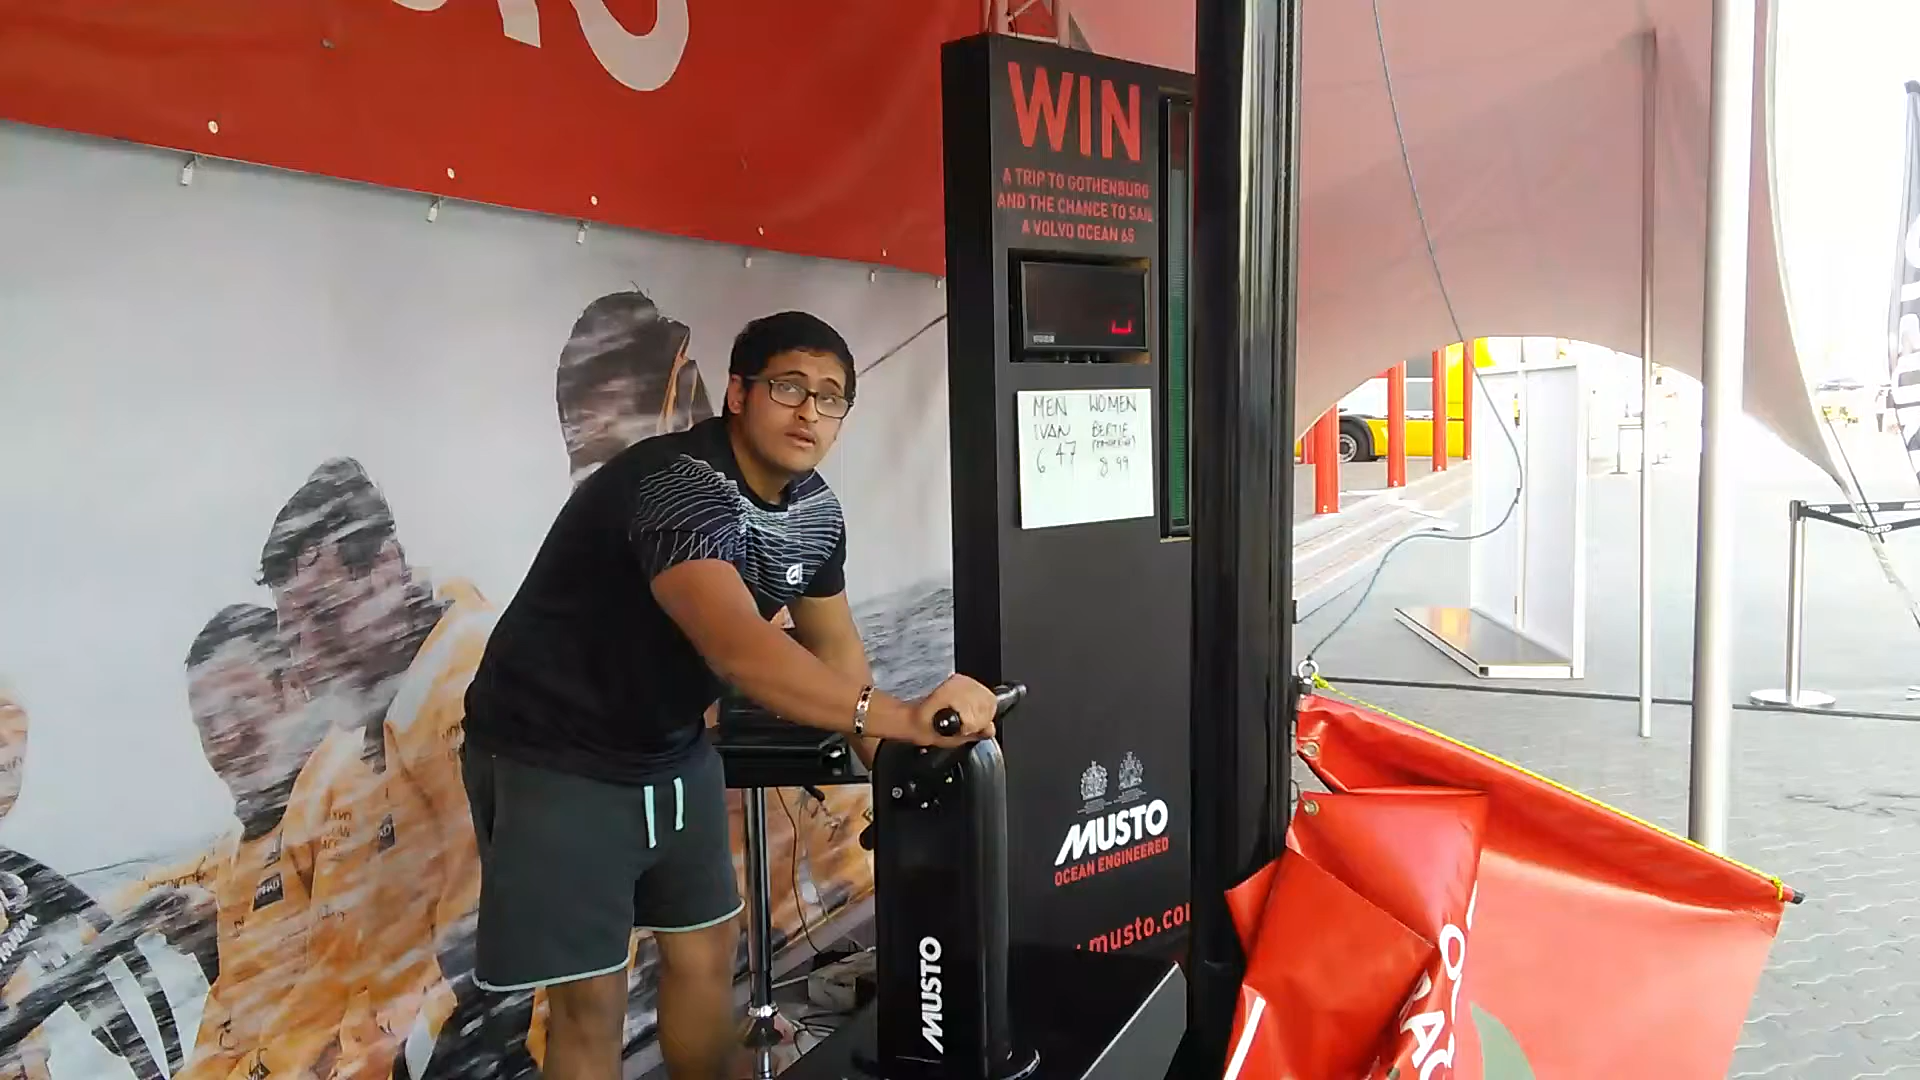 WIN
A TRIP TO GOTHENBURG
AND THE CHANCE TO SAIL
A VOLVO OCEAN 65
MEN WOMEN
IVAN BERTIE
6 47 8 99
MUSTO
OCEAN ENGINEERED
.musto.co
MUSTO
MUSTO